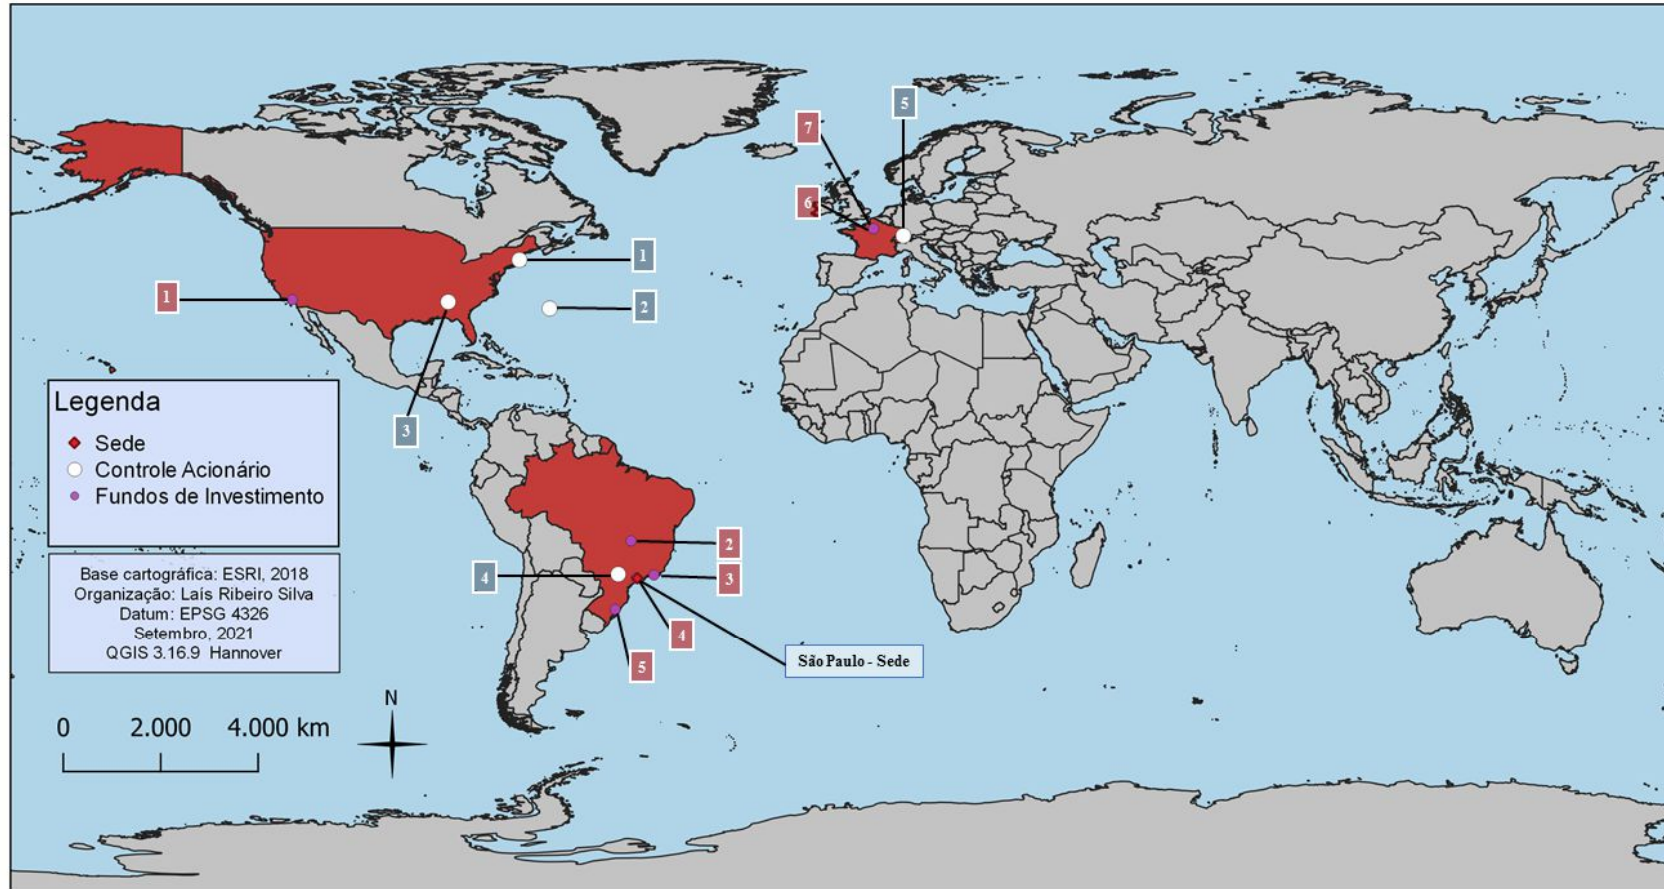 5
7
6
1
1
2
3
Legenda
Sede
Controle Acionário
Fundos de Investimento
2
4
3
4
5
São Paulo - Sede
Base cartográfica: ESRI, 2018
Organização: Laís Ribeiro Silva
Datum: EPSG 4326
Setembro, 2021
QGIS 3.16.9 Hannover
N
0 2.000 4.000 km